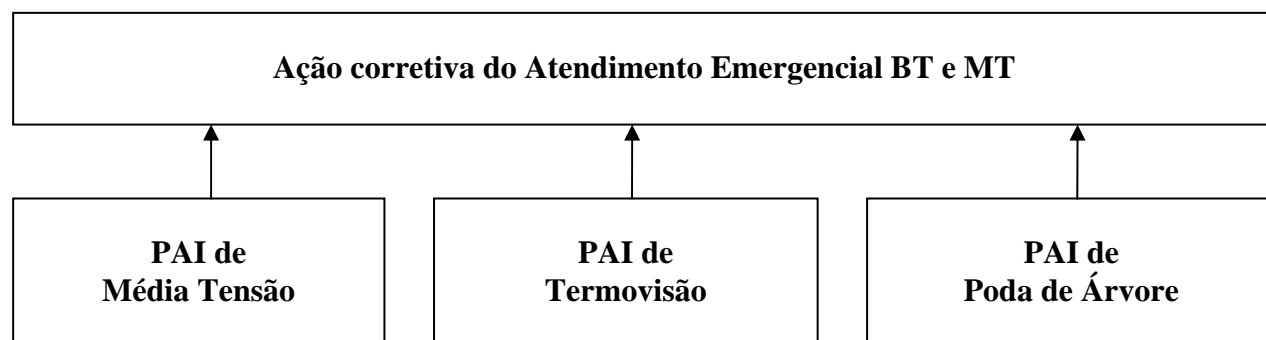 Ação corretiva do Atendimento Emergencial BT e MT
PAI de
Média Tensão
PAI de
Termovisão
PAI de
Poda de Árvore